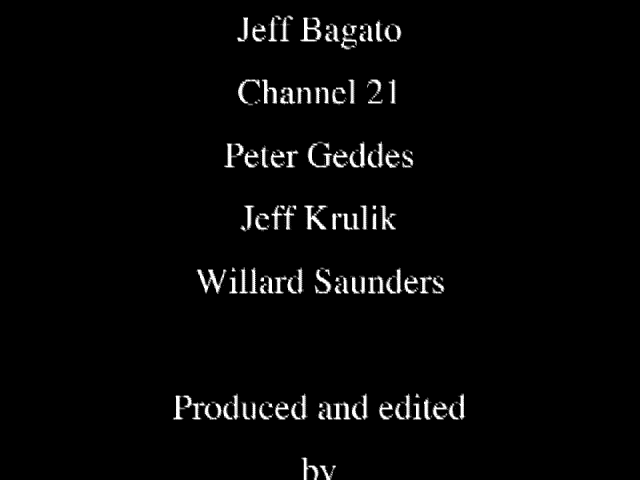 Jeff Bagato
Channel 21
Peter Geddes
Jeff Krulik
Willard Saunders
Produced and edited
by